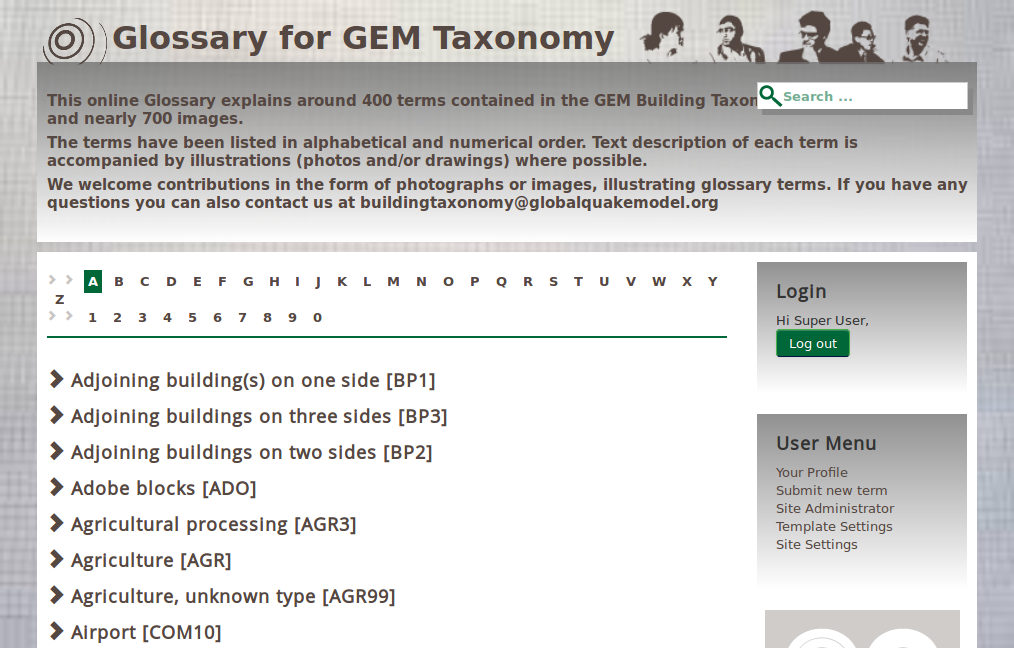 Glossary for GEM Taxonomy
This online Glossary explains around 400 terms contained in the GEM Building
and nearly 700 images.
Search ...
The terms have been listed in alphabetical and numerical order. Text description of each term is
accompanied by illustrations (photos and/or drawings) where possible.
We welcome contributions in the form of photographs or images, illustrating glossary terms. If you have any
questions you can also contact us at buildingtaxonomy@globalquakemodel.org
A B C D E F G H I J K L M N O P Q R S T U V W X Y
Z
1 2 3 4 5 6 7 8 9 0
Adjoining building(s) on one side [BP1]
Adjoining buildings on three sides [BP3]
Adjoining buildings on two sides [BP2]
Adobe blocks [ADO]
Agricultural processing [AGR3]
Agriculture [AGR]
Agriculture, unknown type [AGR99]
Airport [COM10]
Login
Hi Super User,
Log out
User Menu
Your Profile
Submit new term
Site Administrator
Template Settings
Site Settings